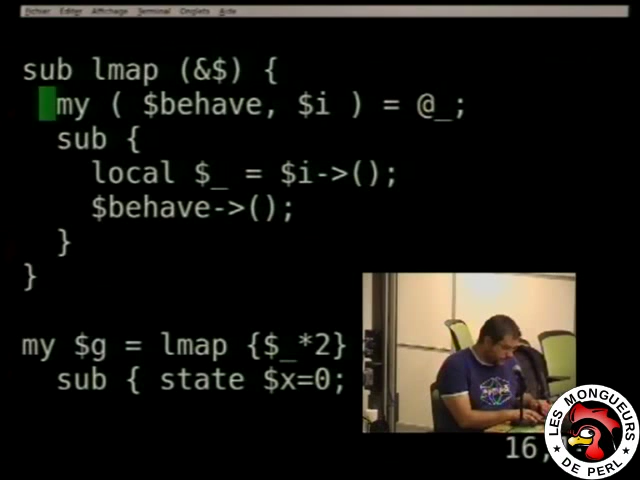 Fichier Editer Affichage Terminal Onglets Aide
sub lmap (&$) {
my ( $behave, $i ) = @_;
sub {
local $_ = $i->();
$behave->();
}
}
my $g = lmap {$_*2}
sub { state $x=0;
16,
LES MONGUEURS
DE PERL